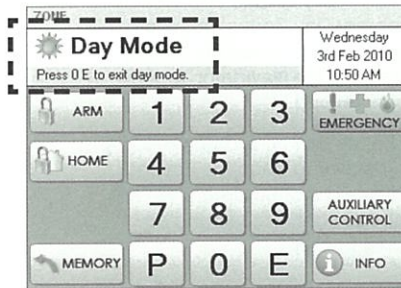 ZONE
Day Mode
Press 0 E to exit day mode.
Wednesday
3rd Feb 2010
10:50 AM
ARM
1 2 3
EMERGENCY
HOME
4 5 6
7 8 9
AUXILIARY
CONTROL
MEMORY
P 0 E
INFO